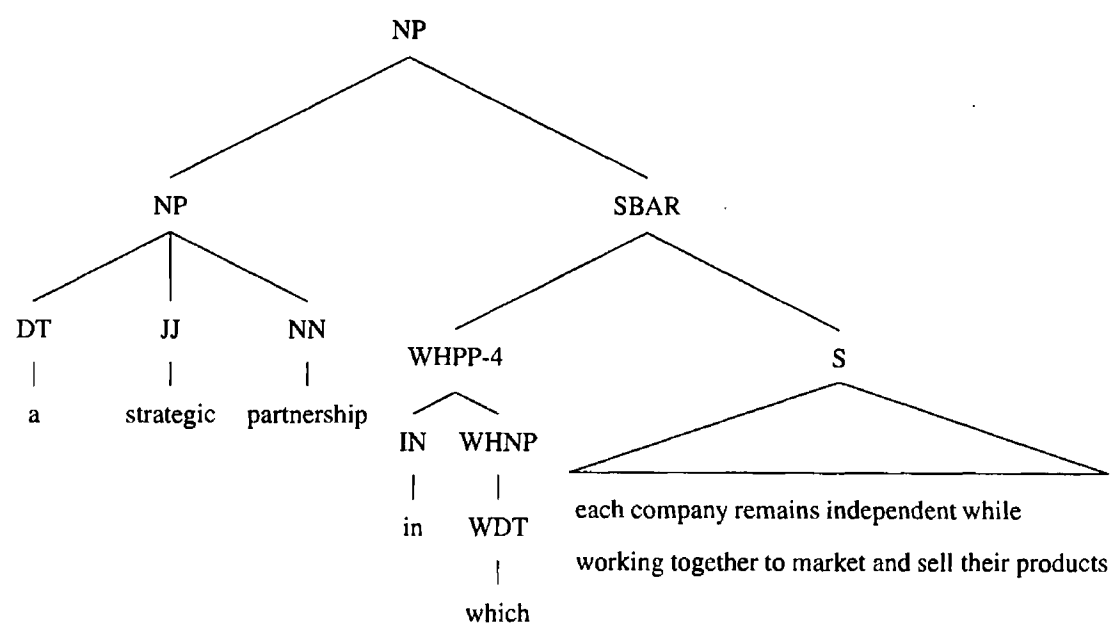 NP
NP SBAR
DT JJ NN
WHPP-4 S
a strategic partnership
IN WHNP
each company remains independent while
in WDT
working together to market and sell their products
which